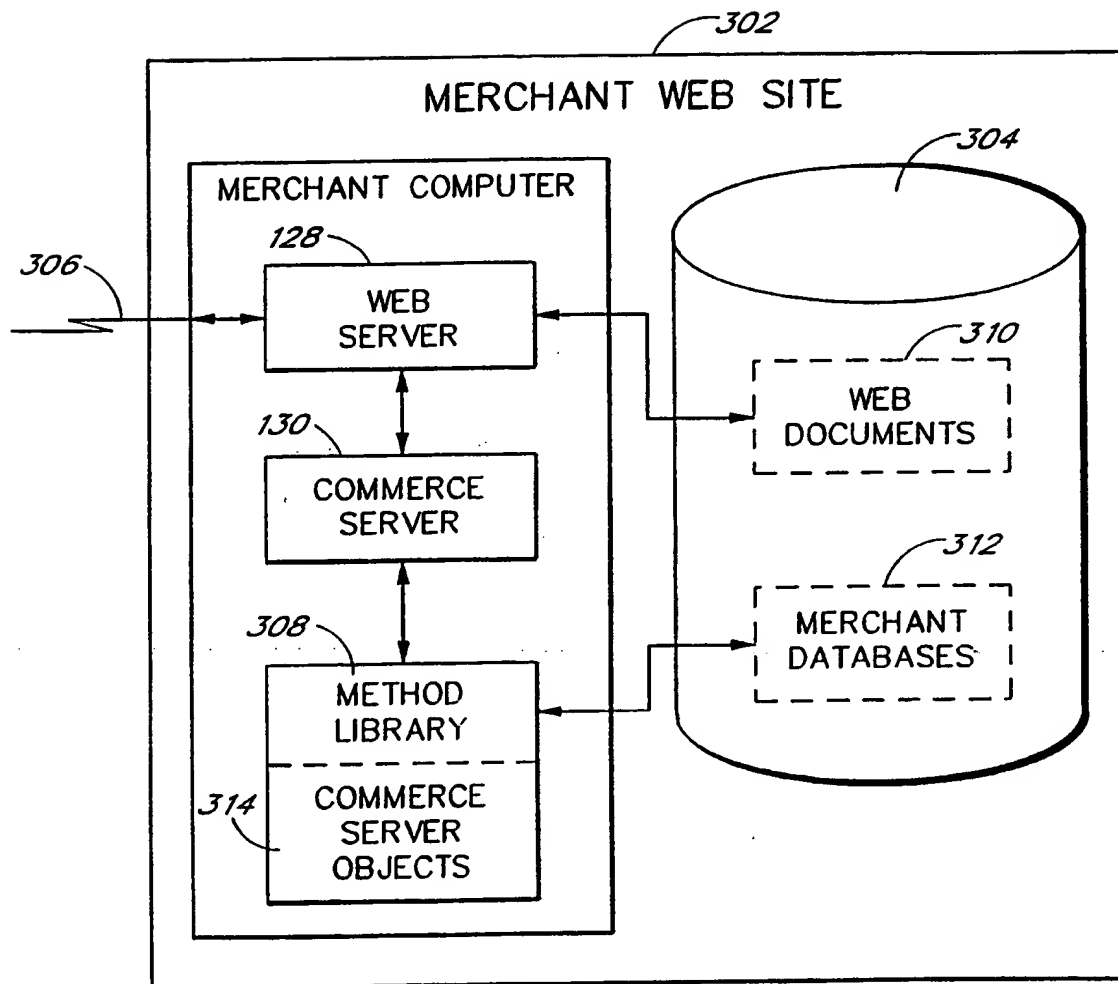 302
MERCHANT WEB SITE
304
MERCHANT COMPUTER
128
306
WEB
SERVER
310
WEB
DOCUMENTS
130
COMMERCE
SERVER
312
MERCHANT
DATABASES
308
METHOD
LIBRARY
314
COMMERCE
SERVER
OBJECTS